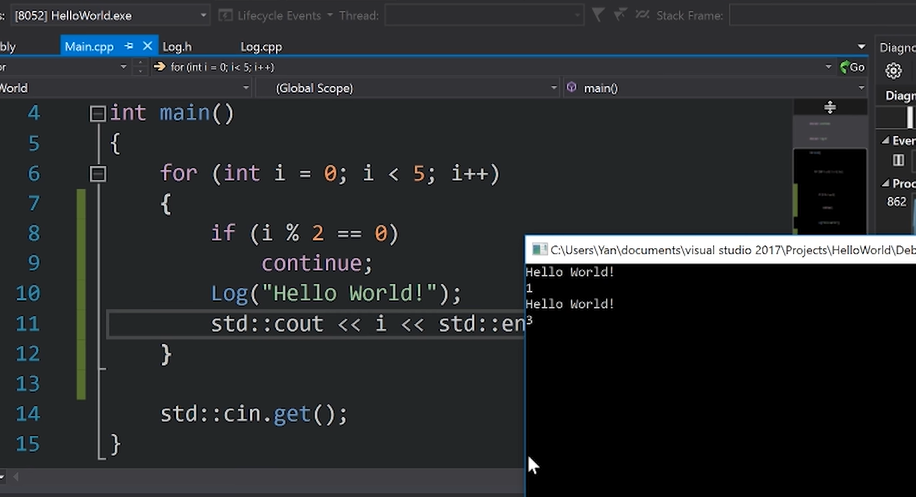 s: [8052] HelloWorld.exe Lifecycle Events Thread: Stack Frame:
bly Main.cpp Log.h Log.cpp
Diagno
or for (int i = 0; i< 5; i++) Go
World (Global Scope) main()
Diagn
4 int main()
5 {
6 for (int i = 0; i < 5; i++)
7 {
8 if (i % 2 == 0)
9 continue;
10 Log("Hello World!");
11 std::cout << i << std::en
12 }
13
14 std::cin.get();
15 }
Even
Proc
862
C:\Users\Yan\documents\visual studio 2017\Projects\HelloWorld\Deb
Hello World!
1
Hello World!
3